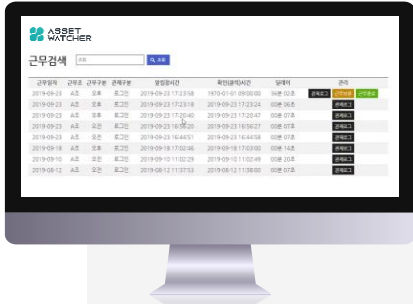 ASSET
WATCHER
근무검색 조회 조회
근무일자 근무조 근무구분 관제구분 알림장시간 확인(클릭)시간 딜레이 관리
2019-09-23 A조 오후 로그인 2019-09-23 17:23:58 1970-01-01 09:00:00 36분 02초 관제로그
2019-09-23 A조 오후 로그인 2019-09-23 17:23:18 2019-09-23 17:23:24 00분 06초 관제로그
2019-09-23 A조 오후 로그인 2019-09-23 17:20:40 2019-09-23 17:20:47 00분 07초 관제로그
2019-09-23 A조 오전 로그인 2019-09-23 16:56:20 2019-09-23 16:56:27 00분 07초 관제로그
2019-09-23 A조 오전 로그인 2019-09-23 16:44:51 2019-09-23 16:44:58 00분 07초 관제로그
2019-09-18 A조 오후 로그인 2019-09-18 17:02:46 2019-09-18 17:03:00 00분 14초 관제로그
2019-09-10 A조 오전 로그인 2019-09-10 11:02:29 2019-09-10 11:02:49 00분 20초 관제로그
2019-08-12 A조 오전 로그인 2019-08-12 11:37:53 2019-08-12 11:38:00 00분 07초 관제로그